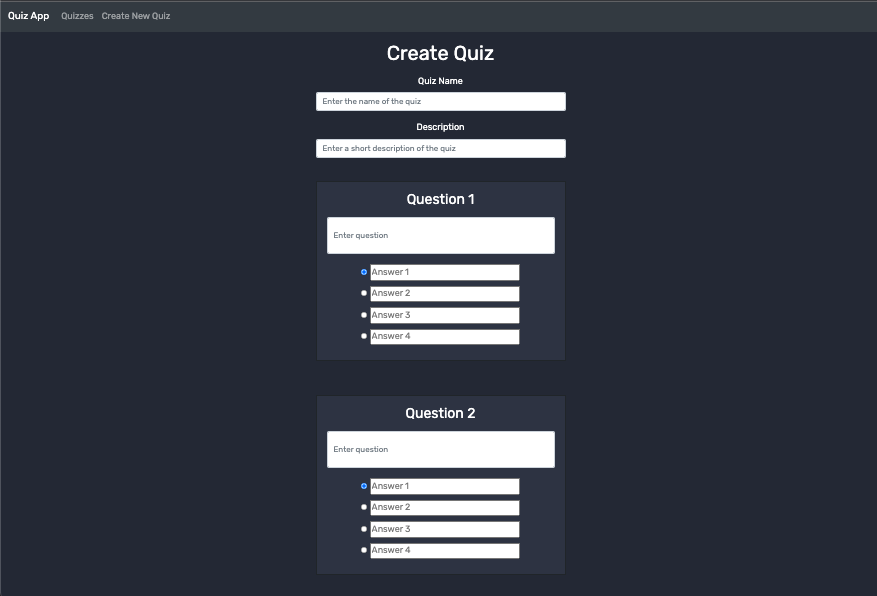 Quiz App Quizzes Create New Quiz
Create Quiz
Quiz Name
Enter the name of the quiz
Description
Enter a short description of the quiz
Question 1
Enter question
Answer 1
Answer 2
Answer 3
Answer 4
Question 2
Enter question
Answer 1
Answer 2
Answer 3
Answer 4